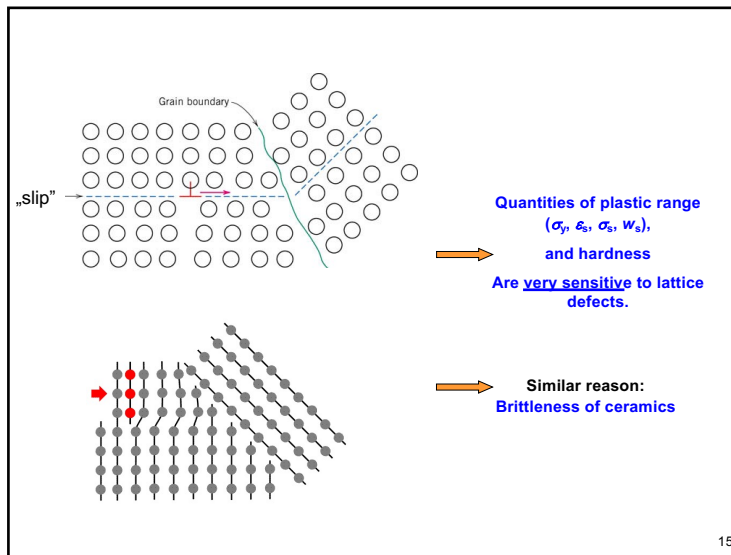 Grain boundary
„slip”
Quantities of plastic range
(σy, εs, σs, ws),
and hardness
Are very sensitive to lattice
defects.
Similar reason:
Brittleness of ceramics
15